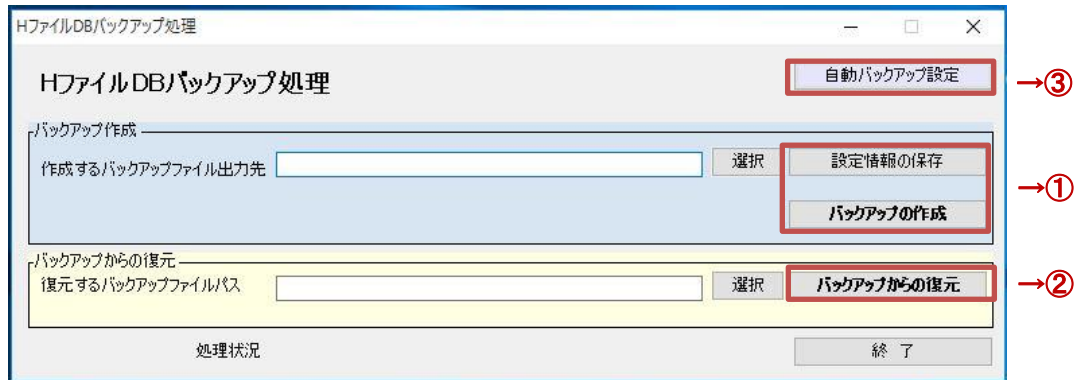 HファイルDBバックアップ処理
HファイルDBバックアップ処理
自動バックアップ設定
→③
バックアップ作成
作成するバックアップファイル出力先
選択
設定情報の保存
→①
バックアップの作成
バックアップからの復元
復元するバックアップファイルパス
選択
バックアップからの復元
→②
処理状況
終 了